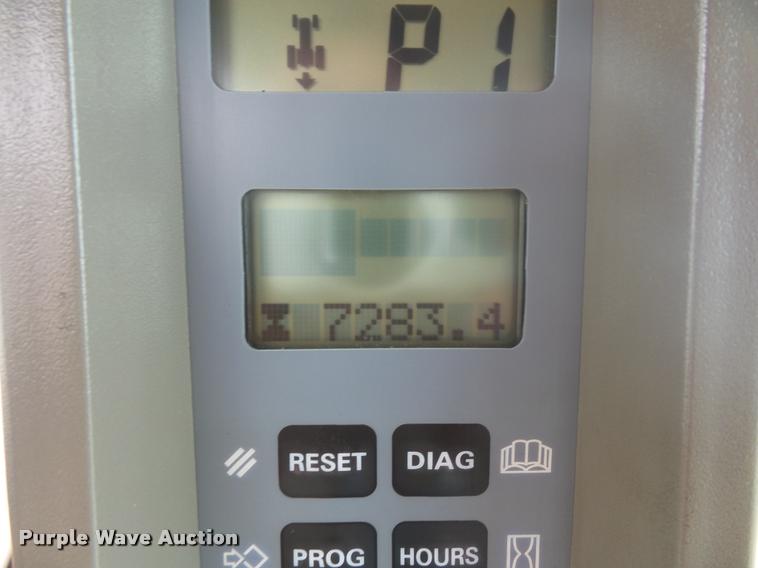 P1
7283.4
RESET DIAG
PROG HOURS
Purple Wave Auction